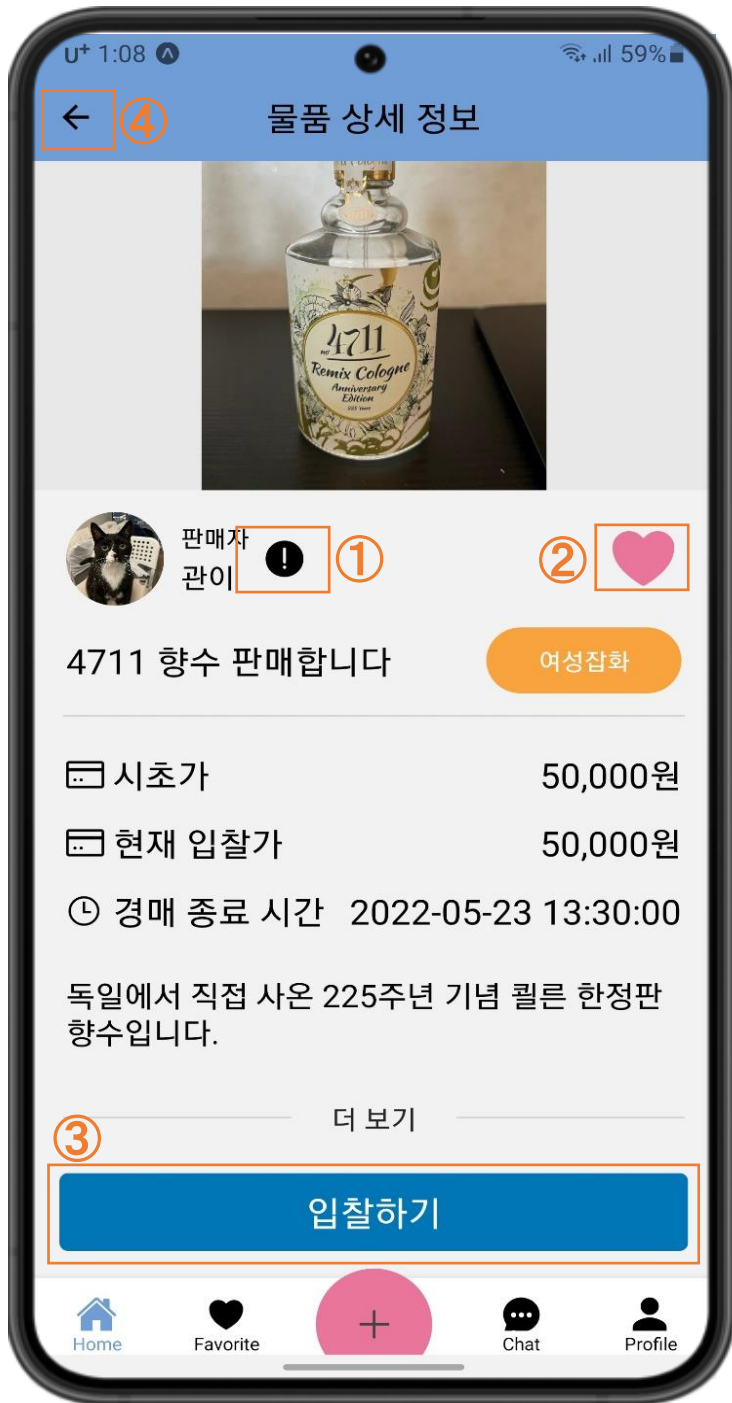 U+ 1:08 59%
④
물품 상세 정보
4711
Remix Cologne
Anniversary
Edition
판매자
관이
!
①
②
4711 향수 판매합니다
여성잡화
시초가 50,000원
현재 입찰가 50,000원
경매 종료 시간 2022-05-23 13:30:00
독일에서 직접 사온 225주년 기념 쾰른 한정판
향수입니다.
더 보기
③
입찰하기
Home Favorite + Chat Profile